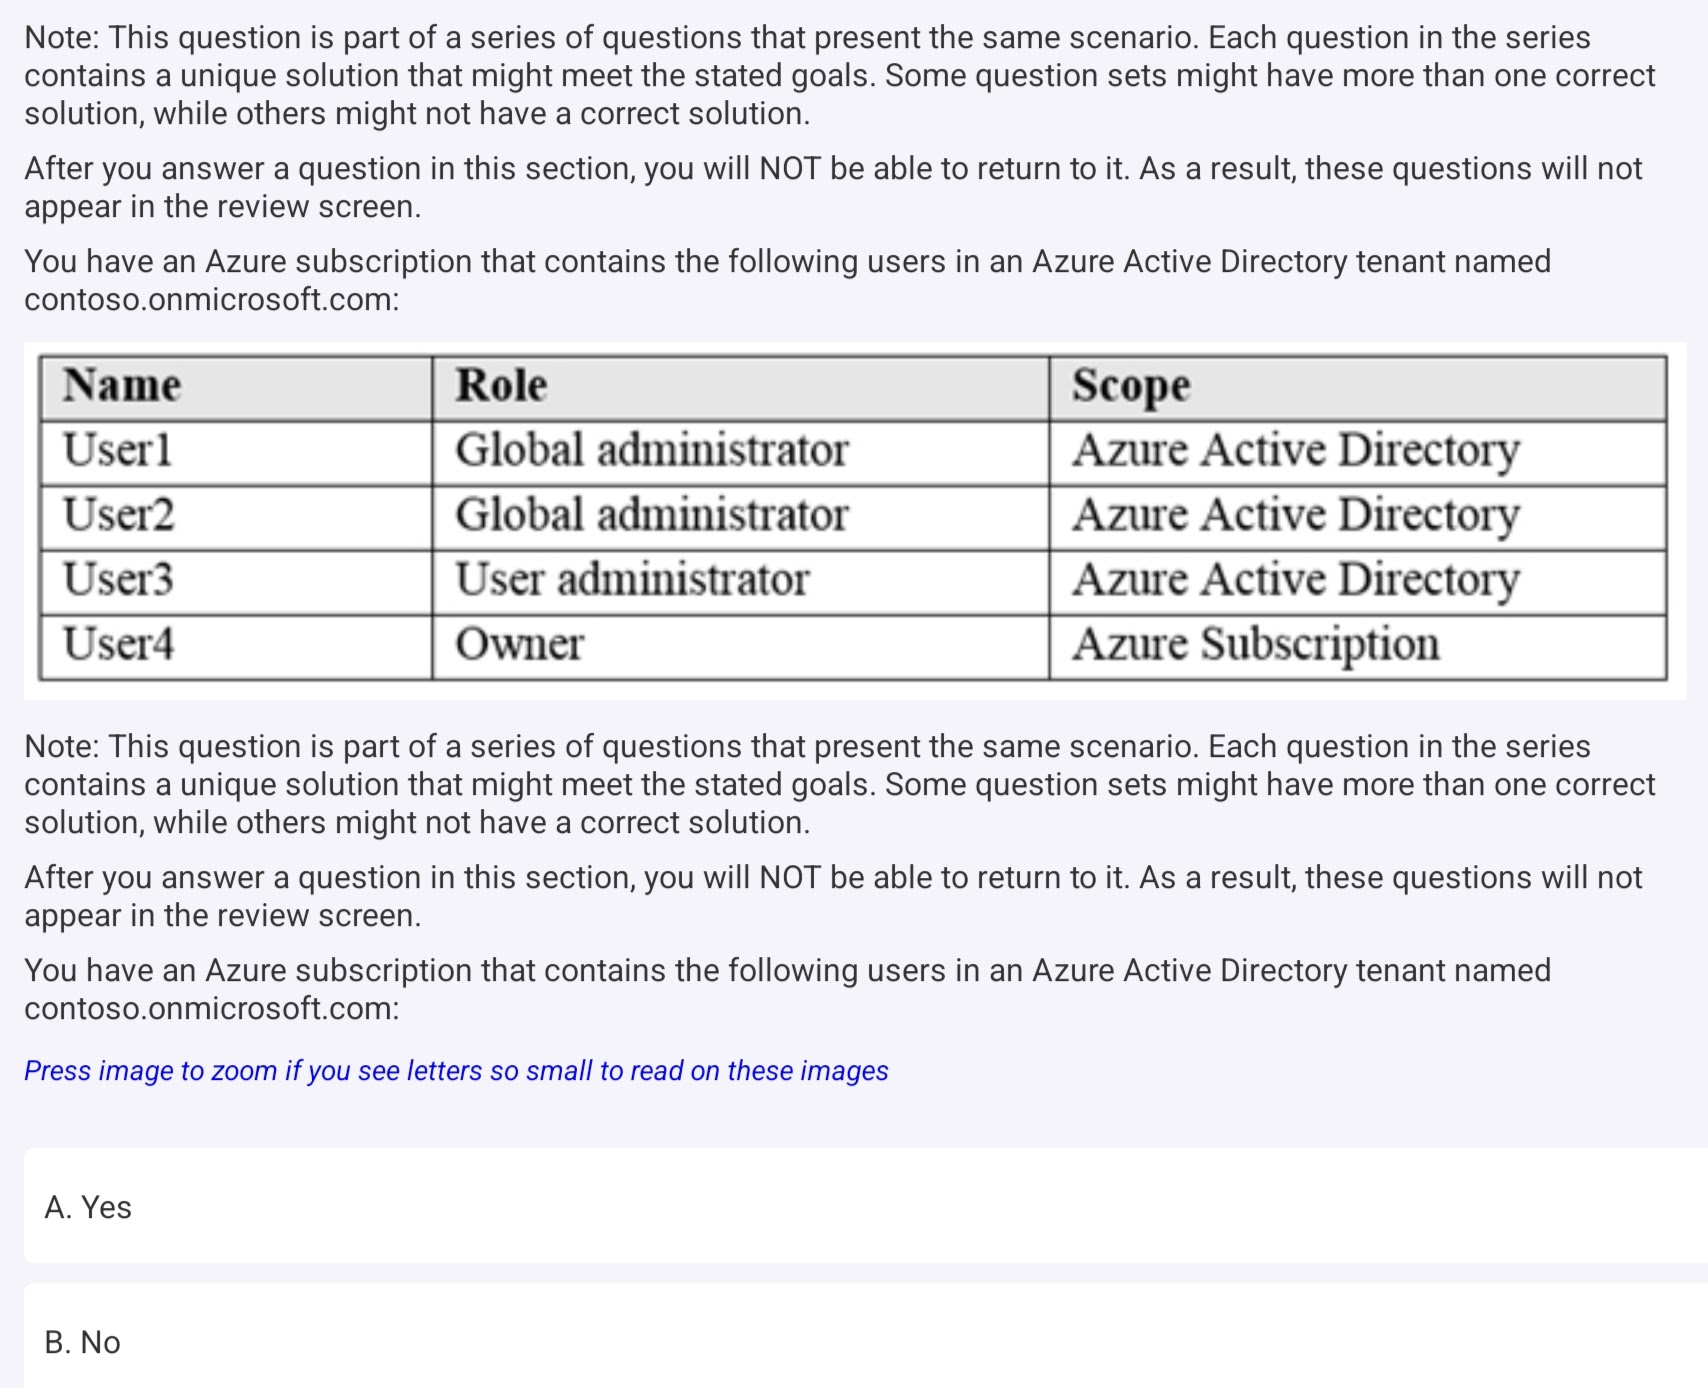 Note: This question is part of a series of questions that present the same scenario. Each question in the series
contains a unique solution that might meet the stated goals. Some question sets might have more than one correct
solution, while others might not have a correct solution.
After you answer a question in this section, you will NOT be able to return to it. As a result, these questions will not
appear in the review screen.
You have an Azure subscription that contains the following users in an Azure Active Directory tenant named
contoso.onmicrosoft.com:
Name Role Scope
User1 Global administrator Azure Active Directory
User2 Global administrator Azure Active Directory
User3 User administrator Azure Active Directory
User4 Owner Azure Subscription
Note: This question is part of a series of questions that present the same scenario. Each question in the series
contains a unique solution that might meet the stated goals. Some question sets might have more than one correct
solution, while others might not have a correct solution.
After you answer a question in this section, you will NOT be able to return to it. As a result, these questions will not
appear in the review screen.
You have an Azure subscription that contains the following users in an Azure Active Directory tenant named
contoso.onmicrosoft.com:
Press image to zoom if you see letters so small to read on these images
A. Yes
B. No